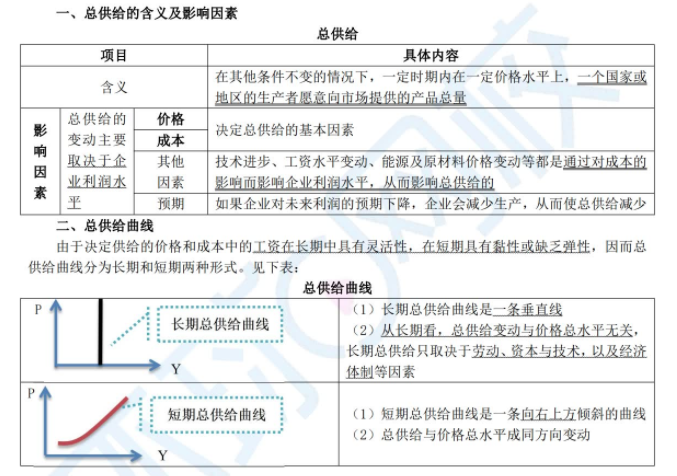 一、总供给的含义及影响因素
总供给
项目 具体内容
含义 在其他条件不变的情况下，一定时期内在一定价格水平上，一个国家或
地区的生产者愿意向市场提供的产品总量
影响因素
总供给的
变动主要
取决于企
业利润水
平
价格
成本
决定总供给的基本因素
其他
因素
技术进步、工资水平变动、能源及原材料价格变动等都是通过对成本的
影响而影响企业利润水平，从而影响总供给的
预期 如果企业对未来利润的预期下降，企业会减少生产，从而使总供给减少
二、总供给曲线
由于决定供给的价格和成本中的工资在长期中具有灵活性，在短期具有黏性或缺乏弹性，因而总
供给曲线分为长期和短期两种形式。见下表：
总供给曲线
P
长期总供给曲线
Y
（1）长期总供给曲线是一条垂直线
（2）从长期看，总供给变动与价格总水平无关，
长期总供给只取决于劳动、资本与技术，以及经济
体制等因素
P
短期总供给曲线
Y
（1）短期总供给曲线是一条向右上方倾斜的曲线
（2）总供给与价格总水平成同方向变动
环球网校